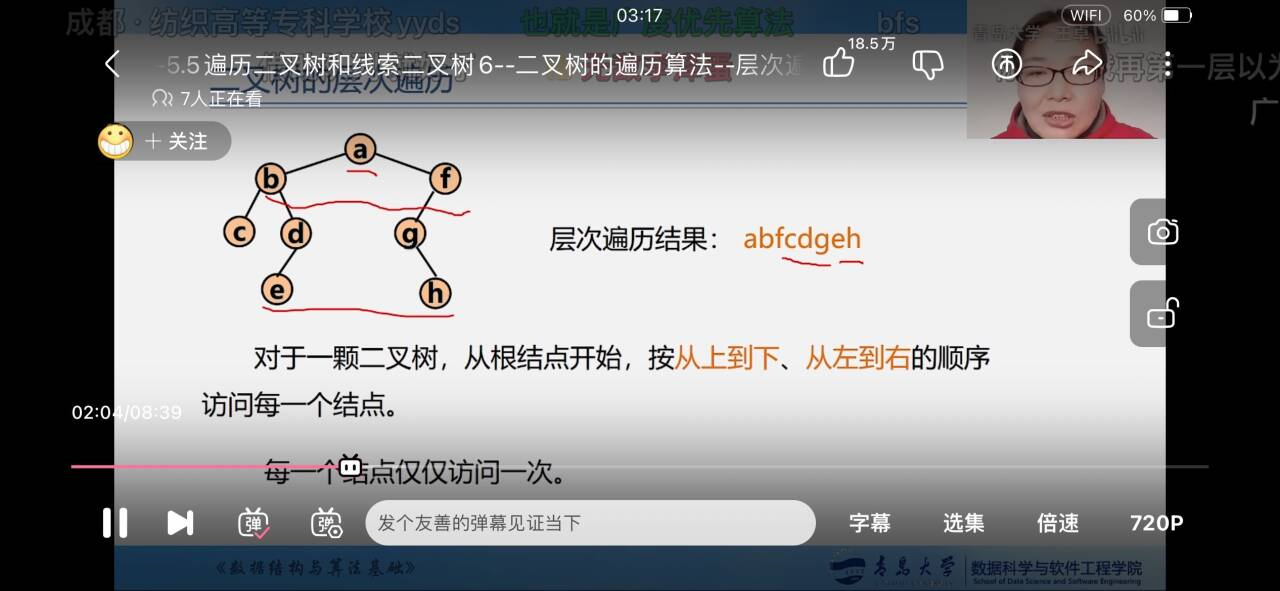 成都·纺织高等专科学校yyds
03:17
也就是广度优先算法
bfs
WIFI
60%
-5.5遍历二叉树和线索二叉树6--二叉树的遍历算法--层次遍
18.5万
再第一层以
二叉树的层次遍历
7人正在看
广
+ 关注
a
b
f
c
d
g
e
h
层次遍历结果： abfcdgeh
对于一颗二叉树，从根结点开始，按从上到下、从左到右的顺序
访问每一个结点。
02:04/08:39
每一个结点仅仅访问一次。
弹
弹
发个友善的弹幕见证当下
字幕
选集
倍速
720P
《数据结构与算法基础》
青岛大学
数据科学与软件工程学院
School of Data Science and Software Engineering